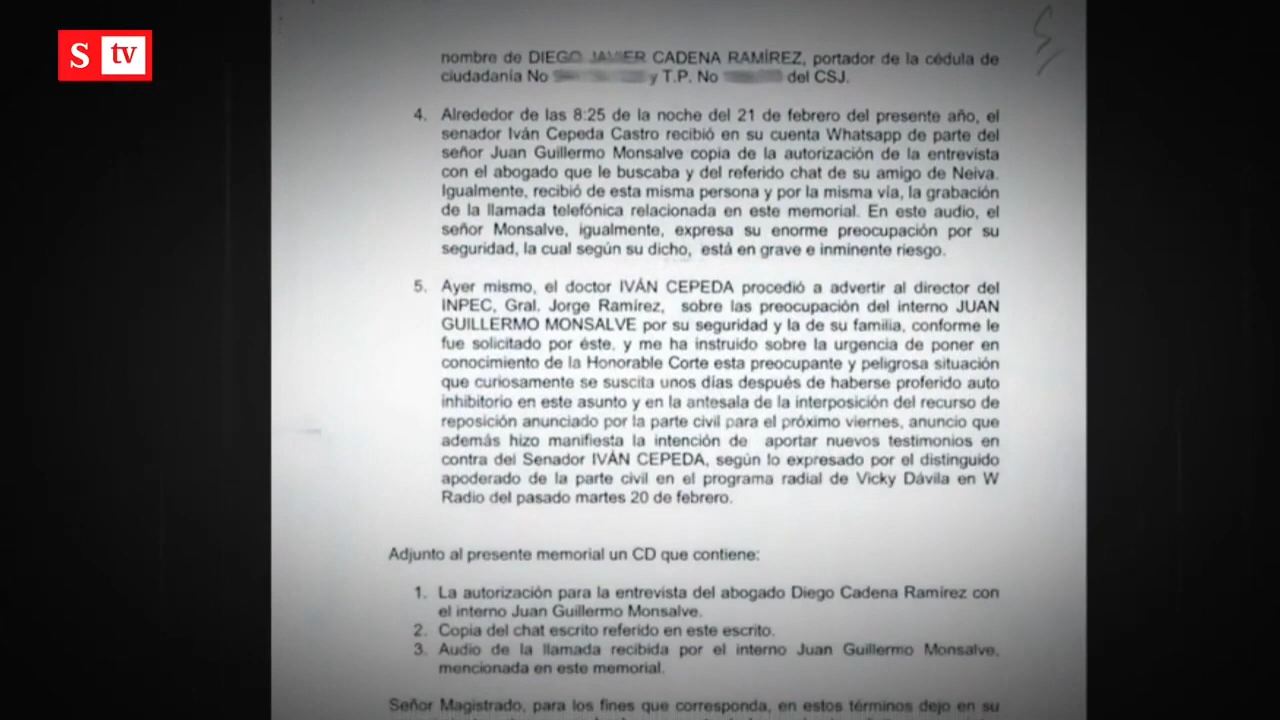 S tv
nombre de DIEGO JAVIER CADENA RAMÍREZ, portador de la cédula de
ciudadanía No y T.P. No del CSJ.
4. Alrededor de las 8:25 de la noche del 21 de febrero del presente año, el
senador Iván Cepeda Castro recibió en su cuenta Whatsapp de parte del
señor Juan Guillermo Monsalve copia de la autorización de la entrevista
con el abogado que le buscaba y del referido chat de su amigo de Neiva.
Igualmente, recibió de esta misma persona y por la misma vía, la grabación
de la llamada telefónica relacionada en este memorial. En este audio, el
señor Monsalve, igualmente, expresa su enorme preocupación por su
seguridad, la cual según su dicho, está en grave e inminente riesgo.
5. Ayer mismo, el doctor IVÁN CEPEDA procedió a advertir al director del
INPEC, Gral. Jorge Ramírez, sobre las preocupación del interno JUAN
GUILLERMO MONSALVE por su seguridad y la de su familia, conforme le
fue solicitado por éste, y me ha instruido sobre la urgencia de poner en
conocimiento de la Honorable Corte esta preocupante y peligrosa situación
que curiosamente se suscita unos días después de haberse proferido auto
inhibitorio en este asunto y en la antesala de la interposición del recurso de
reposición anunciado por la parte civil para el próximo viernes, anuncio que
además hizo manifiesta la intención de aportar nuevos testimonios en
contra del Senador IVÁN CEPEDA, según lo expresado por el distinguido
apoderado de la parte civil en el programa radial de Vicky Dávila en W
Radio del pasado martes 20 de febrero.
Adjunto al presente memorial un CD que contiene:
1. La autorización para la entrevista del abogado Diego Cadena Ramirez con
el interno Juan Guillermo Monsalve.
2. Copia del chat escrito referido en este escrito.
3. Audio de la llamada recibida por el interno Juan Guillermo Monsalve,
mencionada en este memorial.
Señor Magistrado, para los fines que corresponda, en estos términos dejo en su